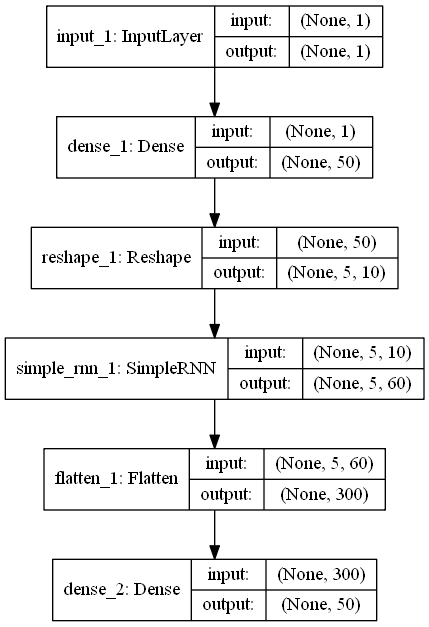 input_1: InputLayer
input: (None, 1)
output: (None, 1)
dense_1: Dense
input: (None, 1)
output: (None, 50)
reshape_1: Reshape
input: (None, 50)
output: (None, 5, 10)
simple_rnn_1: SimpleRNN
input: (None, 5, 10)
output: (None, 5, 60)
flatten_1: Flatten
input: (None, 5, 60)
output: (None, 300)
dense_2: Dense
input: (None, 300)
output: (None, 50)